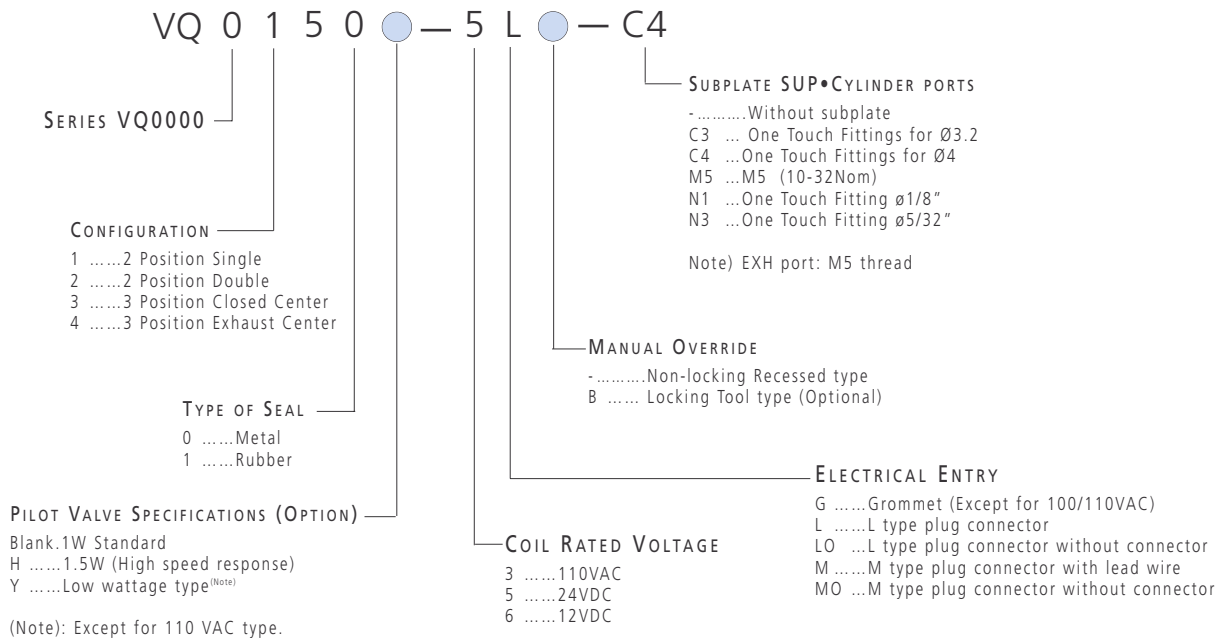 VQ 0 1 5 0 — 5 L — C4
SUBPLATE SUP•CYLINDER PORTS
- ..........Without subplate
C3 ... One Touch Fittings for Ø3.2
C4 ...One Touch Fittings for Ø4
M5 ...M5 (10-32Nom)
N1 ...One Touch Fitting ø1/8"
N3 ...One Touch Fitting ø5/32"
Note) EXH port: M5 thread
SERIES VQ0000
CONFIGURATION
1 ......2 Position Single
2 ......2 Position Double
3 ......3 Position Closed Center
4 ......3 Position Exhaust Center
MANUAL OVERRIDE
- ..........Non-locking Recessed type
B ...... Locking Tool type (Optional)
TYPE OF SEAL
0 ......Metal
1 ......Rubber
ELECTRICAL ENTRY
G ......Grommet (Except for 100/110VAC)
L ......L type plug connector
LO ...L type plug connector without connector
M ......M type plug connector with lead wire
MO ...M type plug connector without connector
PILOT VALVE SPECIFICATIONS (OPTION)
Blank.1W Standard
H ......1.5W (High speed response)
Y ......Low wattage type(Note)
(Note): Except for 110 VAC type.
COIL RATED VOLTAGE
3 ......110VAC
5 ......24VDC
6 ......12VDC